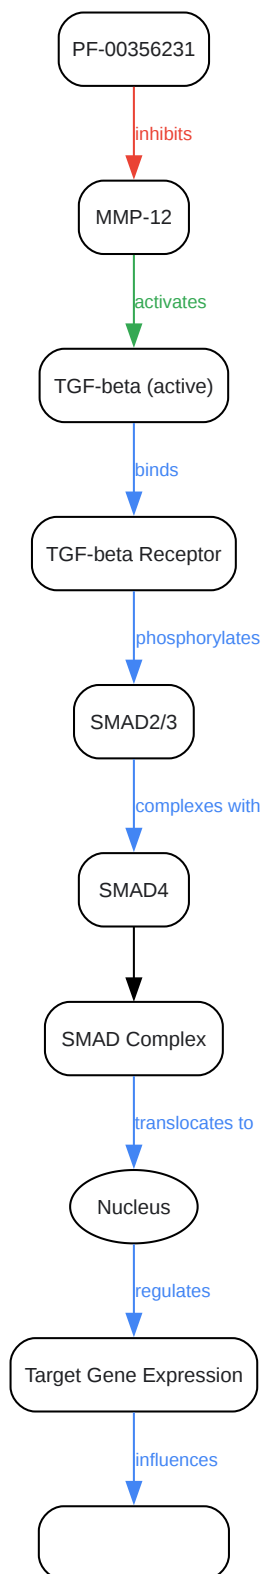 PF-00356231
inhibits
MMP-12
activates
TGF-beta (active)
binds
TGF-beta Receptor
phosphorylates
SMAD2/3
complexes with
SMAD4
SMAD Complex
translocates to
Nucleus
regulates
Target Gene Expression
influences